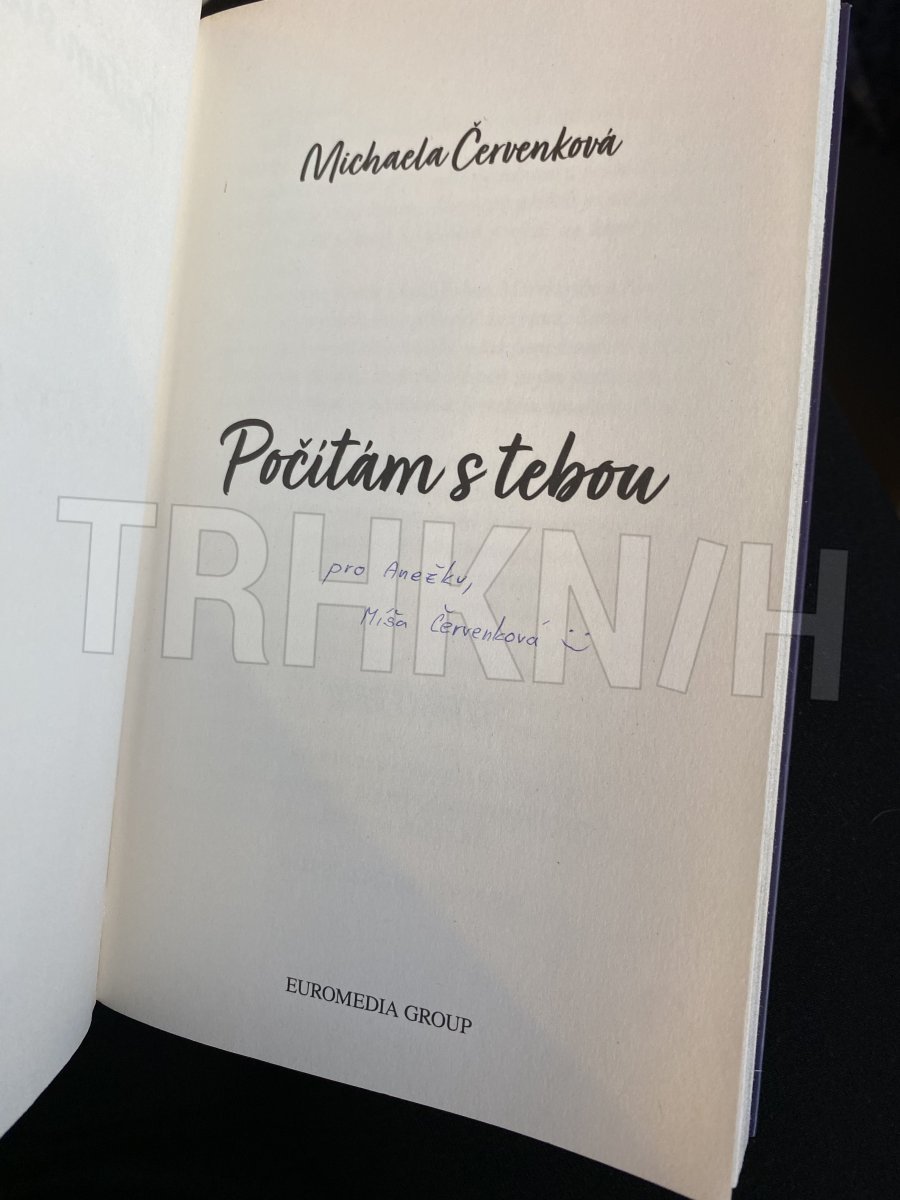 Michaela Červenková
Počítám s tebou
TRHKNIH
pro Anežku,
Míša Červenková :)
EUROMEDIA GROUP